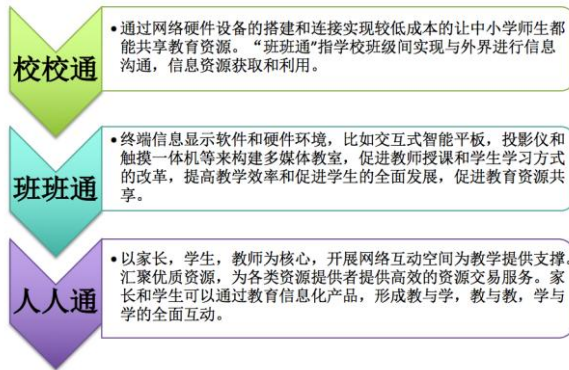 校校通
•通过网络硬件设备的搭建和连接实现较低成本的让中小学师生都
能共享教育资源。“班班通”指学校班级间实现与外界进行信息
沟通，信息资源获取和利用。
班班通
•终端信息显示软件和硬件环境，比如交互式智能平板，投影仪和
触摸一体机等来构建多媒体教室，促进教师授课和学生学习方式
的改革，提高教学效率和促进学生的全面发展，促进教育资源共
享。
人人通
•以家长，学生，教师为核心，开展网络互动空间为教学提供支撑。
汇聚优质资源，为各类资源提供者提供高效的资源交易服务。家
长和学生可以通过教育信息化产品，形成教与学，教与教，学与
学的全面互动。